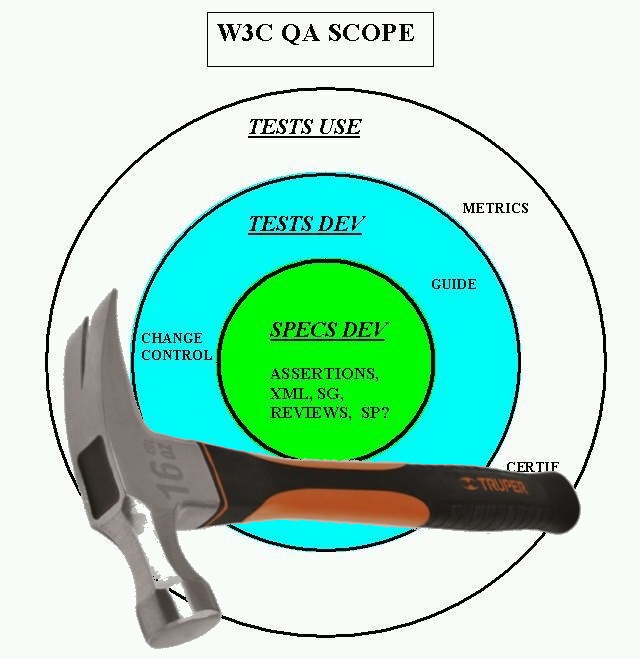 W3C QA SCOPE
TESTS USE
METRICS
TESTS DEV
GUIDE
CHANGE
CONTROL
SPECS DEV
ASSERTIONS,
XML, SG,
REVIEWS, SP?
CERTIF
16 oz
TRUPER